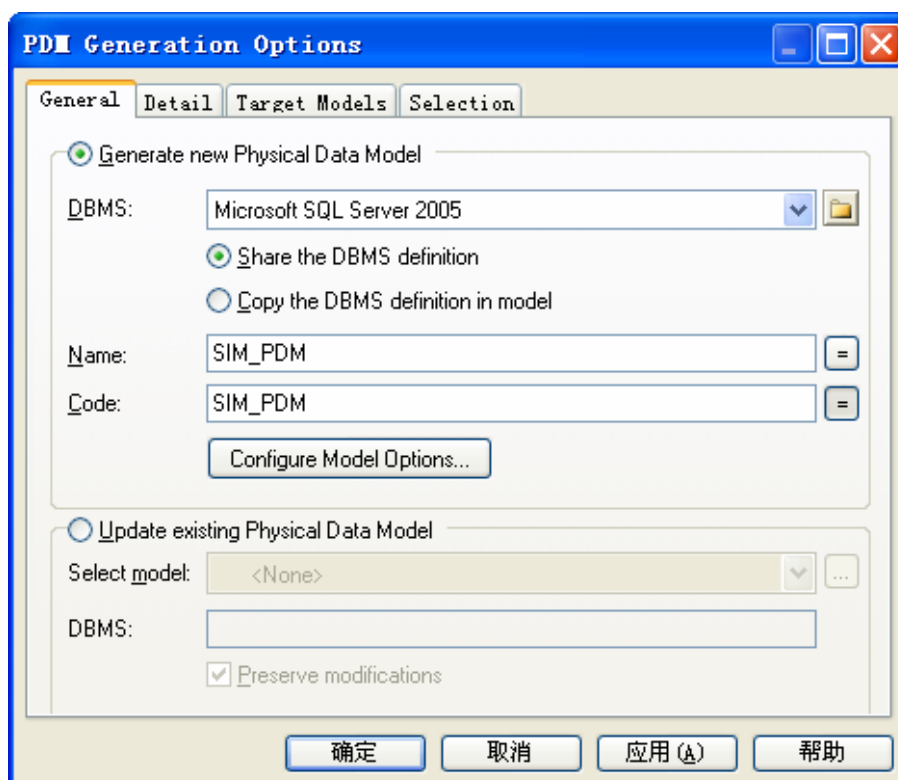 PDM Generation Options
General Detail Target Models Selection
Generate new Physical Data Model
DBMS: Microsoft SQL Server 2005
Share the DBMS definition
Copy the DBMS definition in model
Name: SIM_PDM =
Code: SIM_PDM =
Configure Model Options...
Update existing Physical Data Model
Select model: <None> ...
DBMS:
Preserve modifications
确定 取消 应用(A) 帮助